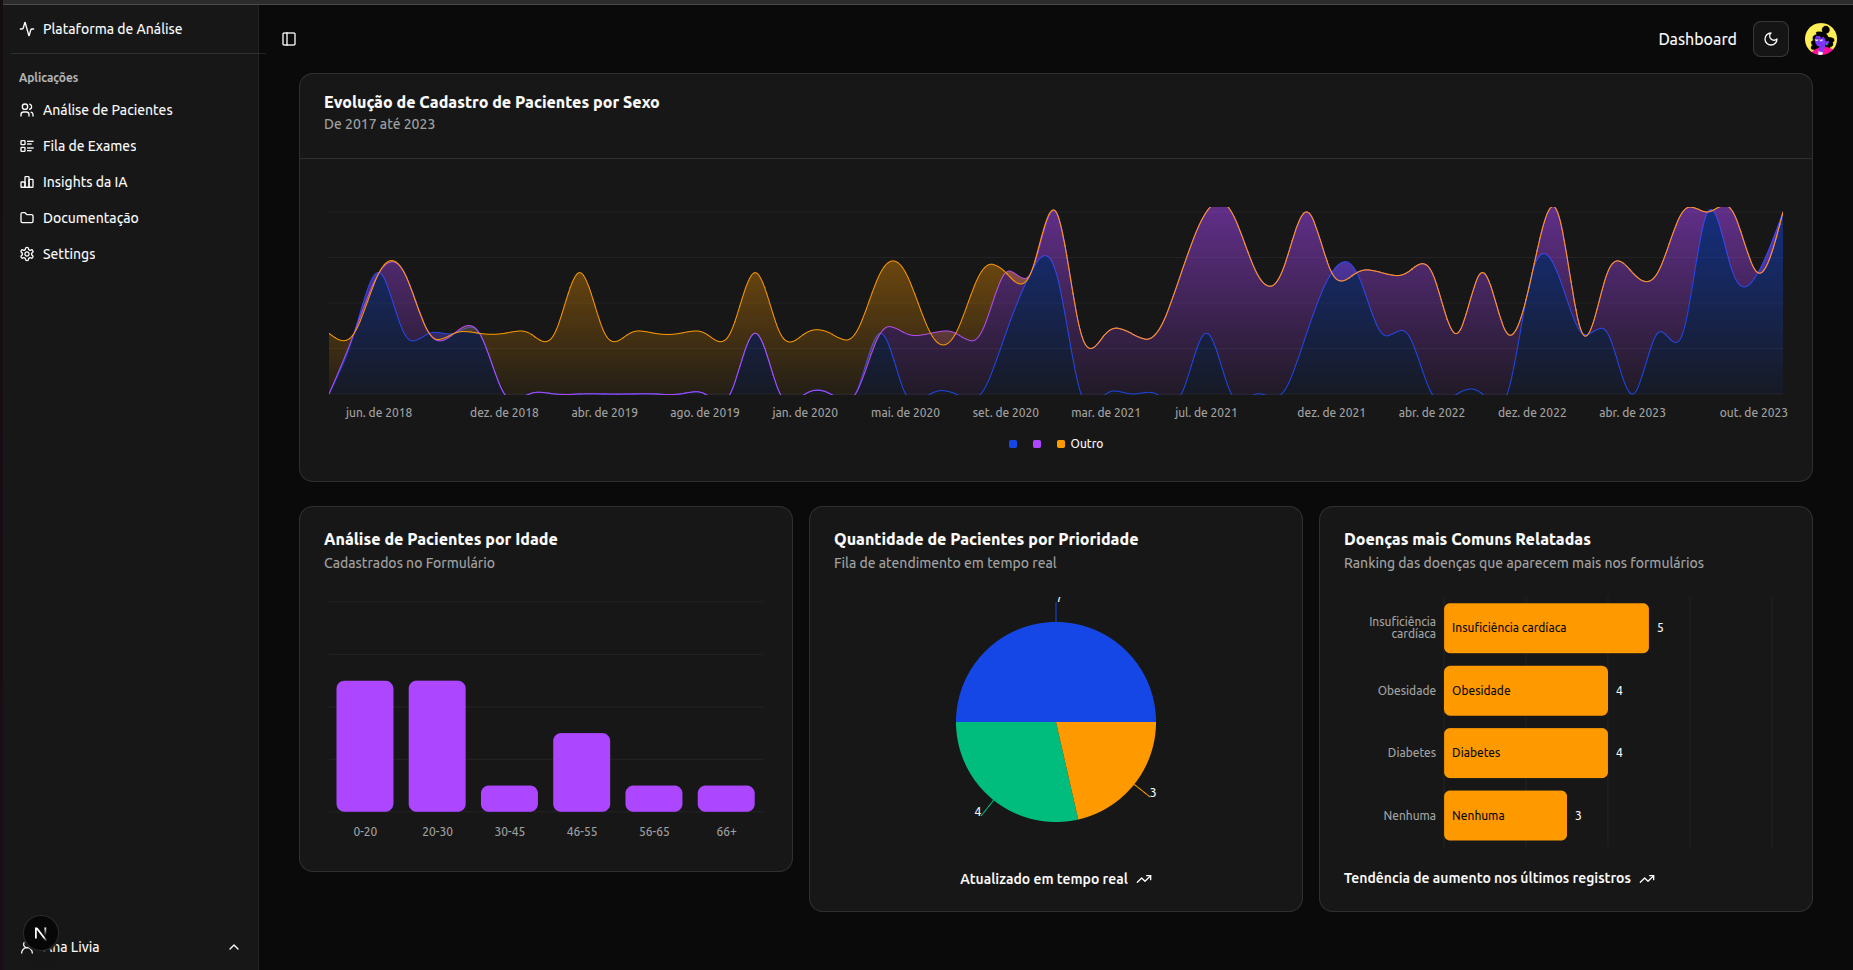 Plataforma de Análise
Dashboard
Aplicações
Análise de Pacientes
Fila de Exames
Insights da IA
Documentação
Settings
Evolução de Cadastro de Pacientes por Sexo
De 2017 até 2023
jun. de 2018 dez. de 2018 abr. de 2019 ago. de 2019 jan. de 2020 mai. de 2020 set. de 2020 mar. de 2021 jul. de 2021 dez. de 2021 abr. de 2022 dez. de 2022 abr. de 2023 out. de 2023
Outro
Análise de Pacientes por Idade
Cadastrados no Formulário
0-20 20-30 30-45 46-55 56-65 66+
Quantidade de Pacientes por Prioridade
Fila de atendimento em tempo real
3
4
Atualizado em tempo real
Doenças mais Comuns Relatadas
Ranking das doenças que aparecem mais nos formulários
Insuficiência
cardíaca
Insuficiência cardíaca 5
Obesidade Obesidade 4
Diabetes Diabetes 4
Nenhuma Nenhuma 3
Tendência de aumento nos últimos registros
N
Livia